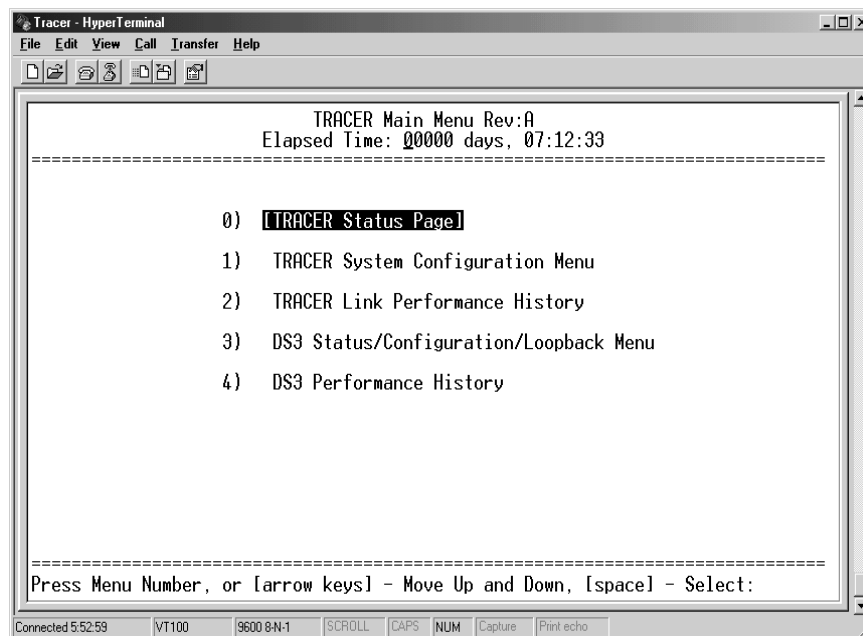 Tracer - HyperTerminal
File Edit View Call Transfer Help
TRACER Main Menu Rev:A
Elapsed Time: 00000 days, 07:12:33
================================================================================
0) [TRACER Status Page]
1) TRACER System Configuration Menu
2) TRACER Link Performance History
3) DS3 Status/Configuration/Loopback Menu
4) DS3 Performance History
================================================================================
Press Menu Number, or [arrow keys] - Move Up and Down, [space] - Select:
Connected 5:52:59 VT100 9600 8-N-1 SCROLL CAPS NUM Capture Print echo